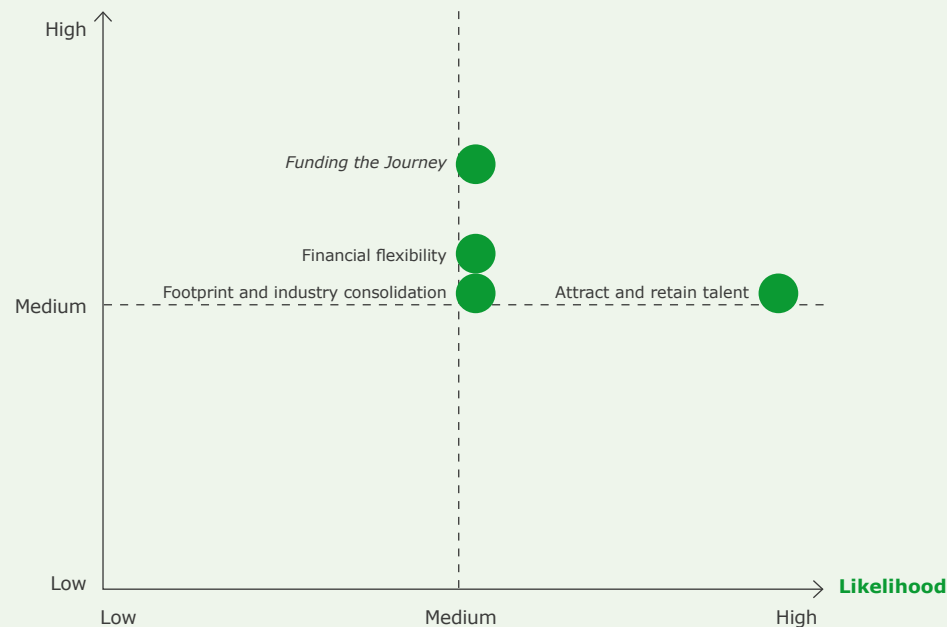 High
Funding the Journey
Financial flexibility
Footprint and industry consolidation
Attract and retain talent
Medium
Low
Likelihood
Low
Medium
High